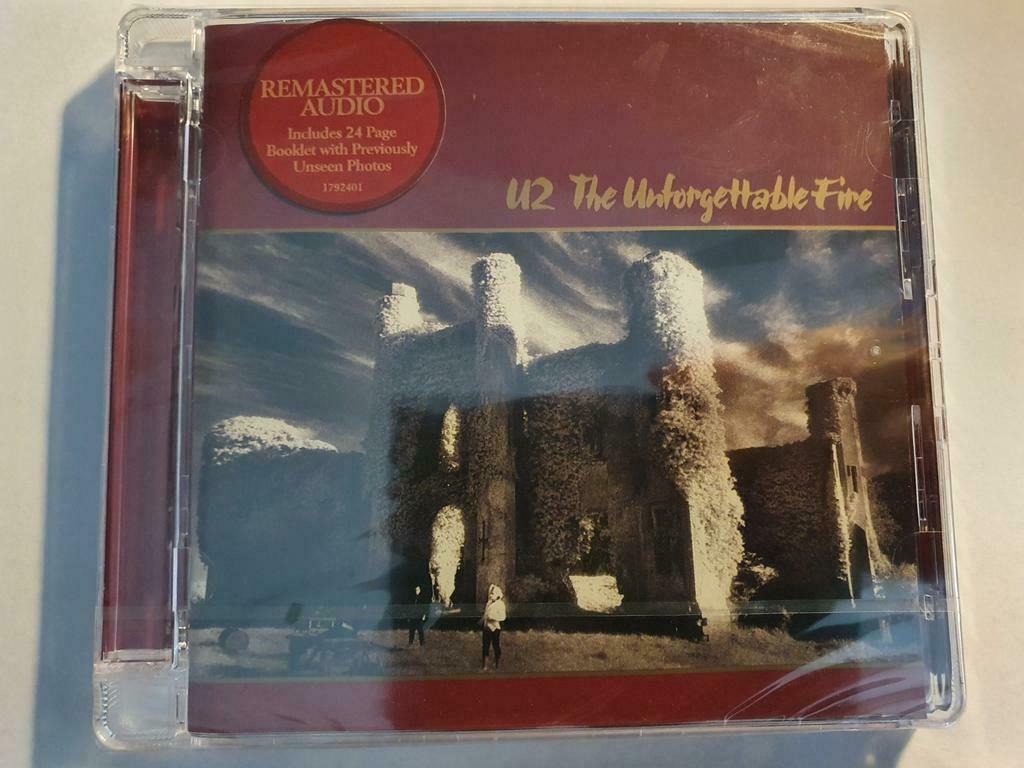 REMASTERED
AUDIO
Includes 24 Page
Booklet with Previously
Unseen Photos
1792401
U2 The Unforgettable Fire